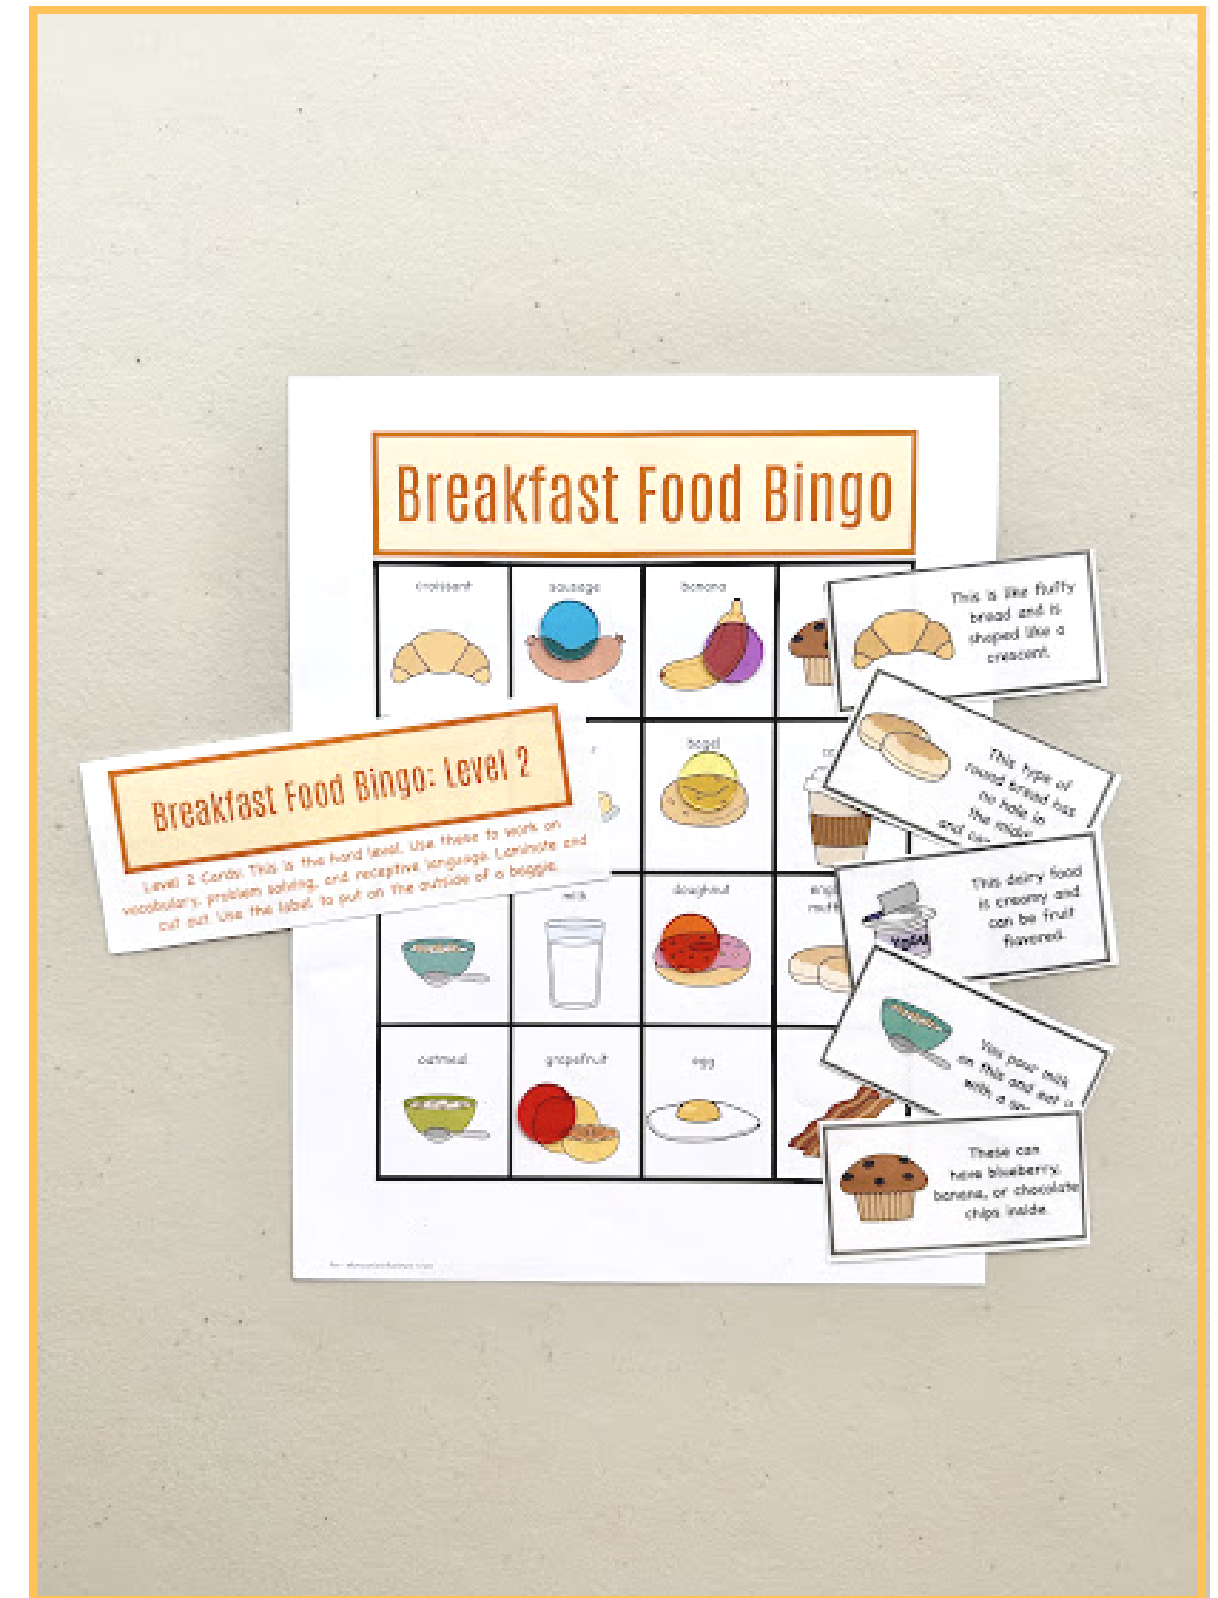 Breakfast Food Bingo
croissant
sausage
banana
bagel
milk
doughnut
oatmeal
grapefruit
egg
Breakfast Food Bingo: Level 2
Level 2 Cards: This is the hard level. Use these to work on
vocabulary, problem solving, and receptive language. Laminate and
cut out. Use the label to put on the outside of a baggie.
This is like fluffy
bread and is
shaped like a
crescent.
This type of
round bread has
no hole in
the
and
This dairy food
is creamy and
can be fruit
flavored.
You pour milk
on this and eat
with a
These can
have blueberry,
banana, or chocolate
chips inside.